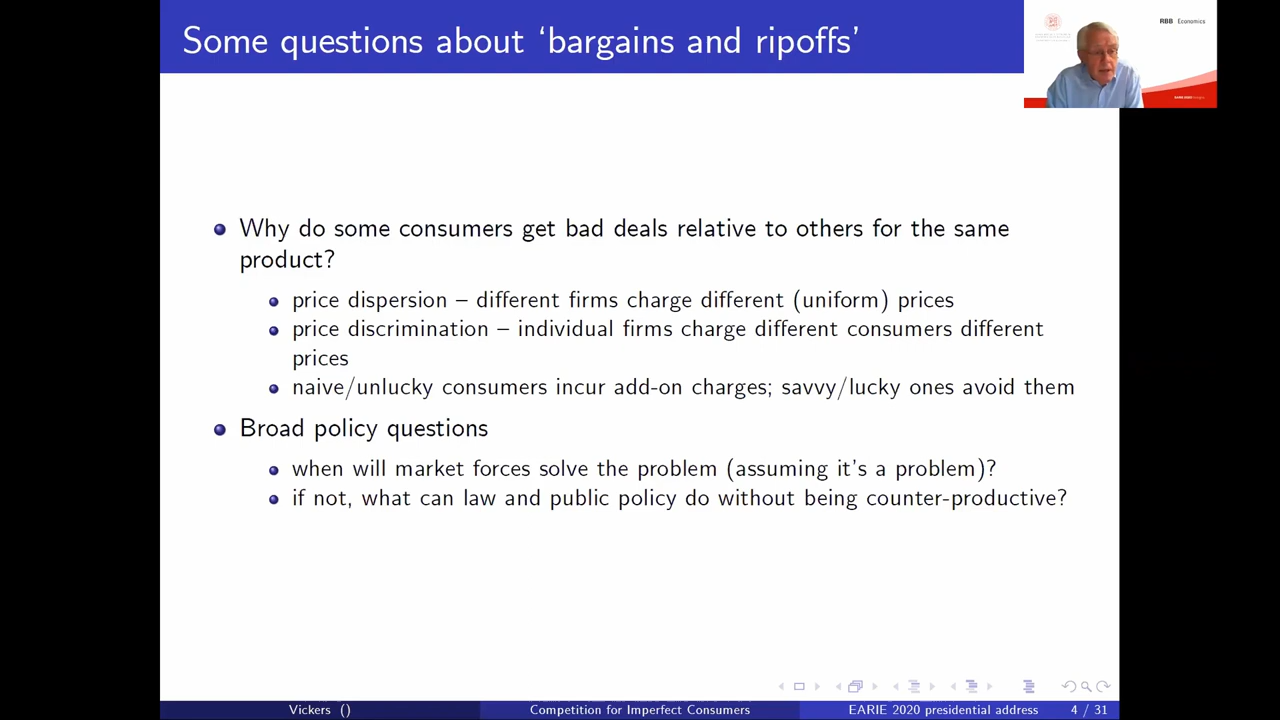 Some questions about ‘bargains and ripoffs’
RBB Economics
Why do some consumers get bad deals relative to others for the same
product?
price dispersion – different firms charge different (uniform) prices
price discrimination – individual firms charge different consumers different
prices
naive/unlucky consumers incur add-on charges; savvy/lucky ones avoid them
Broad policy questions
when will market forces solve the problem (assuming it's a problem)?
if not, what can law and public policy do without being counter-productive?
Vickers () Competition for Imperfect Consumers EARIE 2020 presidential address 4 / 31